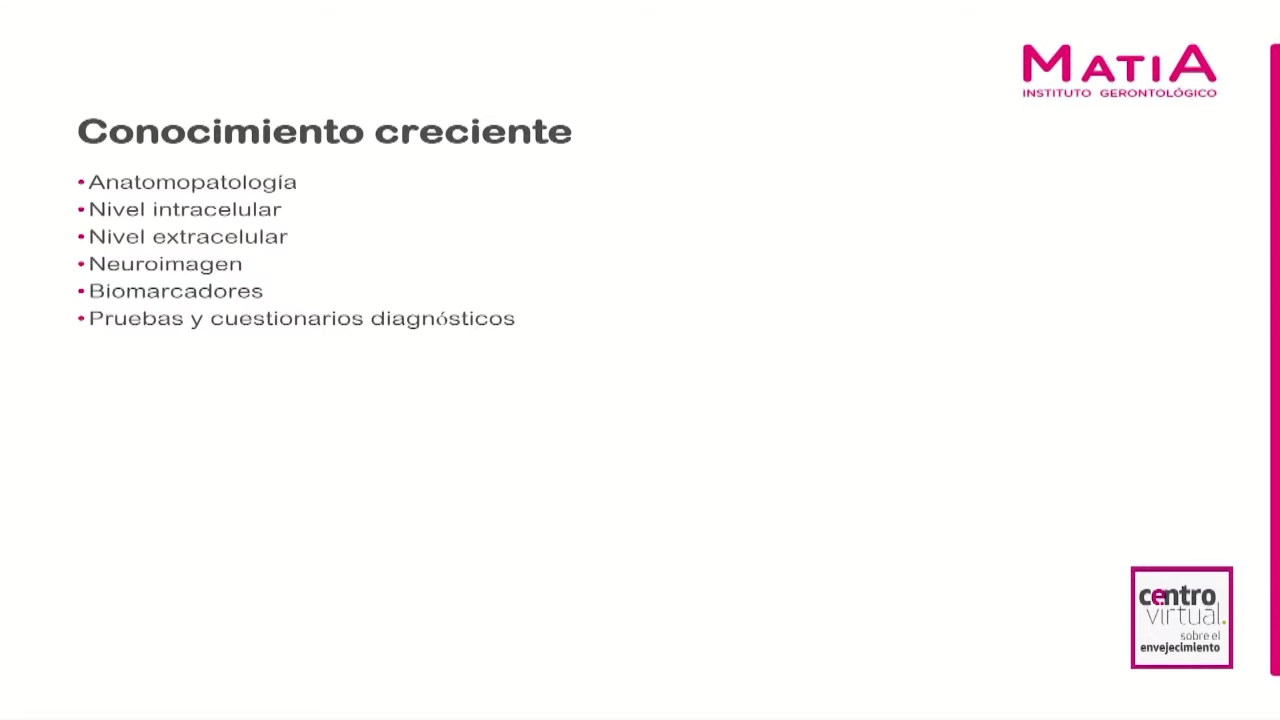 MATIA
INSTITUTO GERONTOLÓGICO
Conocimiento creciente
•Anatomopatología
•Nivel intracelular
•Nivel extracelular
•Neuroimagen
•Biomarcadores
•Pruebas y cuestionarios diagnósticos
centro
virtual.
sobre el
envejecimiento